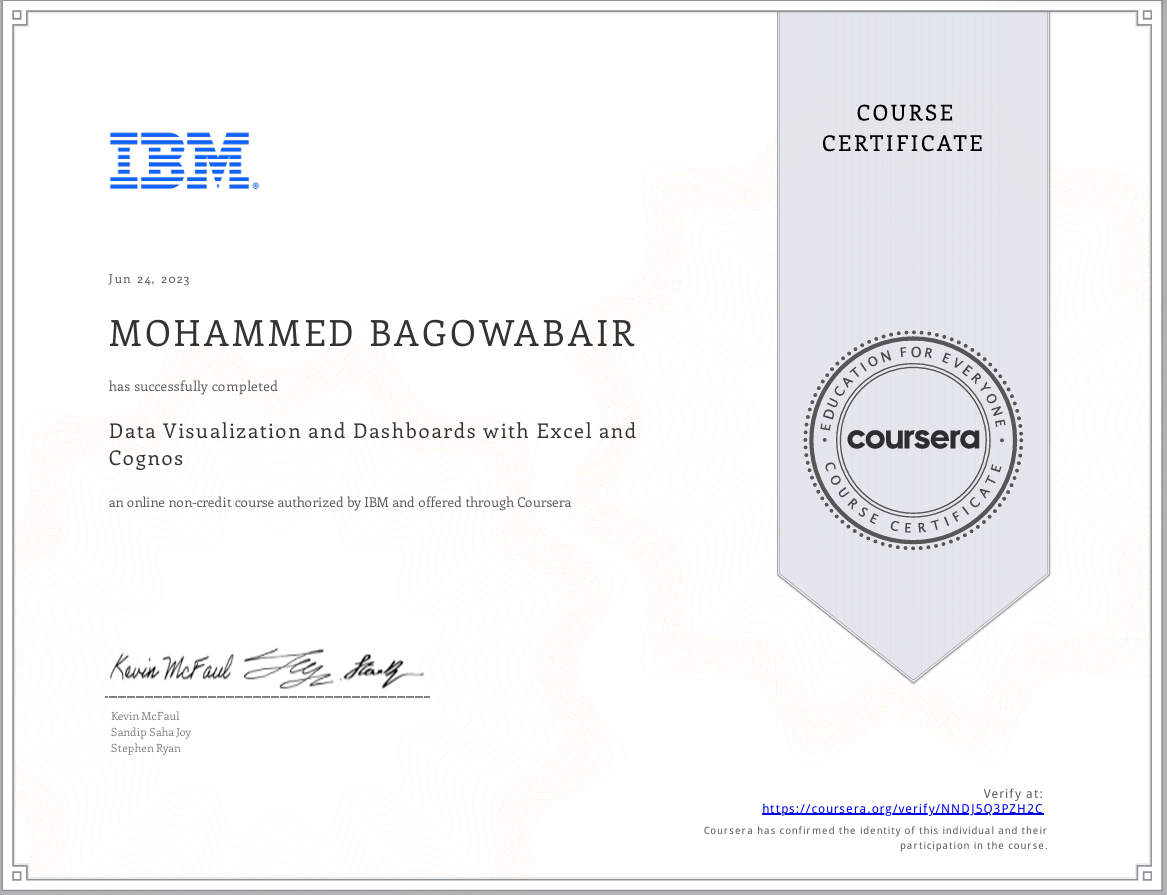 COURSE
CERTIFICATE
IBM®
Jun 24, 2023
MOHAMMED BAGOWABAIR
has successfully completed
Data Visualization and Dashboards with Excel and
Cognos
an online non-credit course authorized by IBM and offered through Coursera
EDUCATION FOR EVERYONE
coursera
COURSE CERTIFICATE
Kevin McFaul
Kevin McFaul
Sandip Saha Joy
Stephen Ryan
Verify at:
https://coursera.org/verify/NNDJ5Q3PZH2C
Coursera has confirmed the identity of this individual and their
participation in the course.